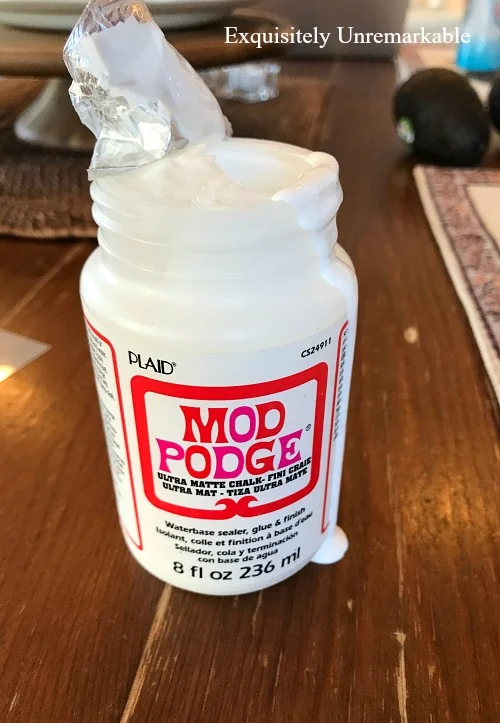 Exquisitely Unremarkable
PLAID®
CS24911
MOD
PODGE®
ULTRA MATTE CHALK- FINI CRAIE
ULTRA MAT - TIZA ULTRA MATE
Waterbase sealer, glue & finish
Isolant, colle et finition à base d'eau
Sellador, cola y terminación
con base de agua
8 fl oz 236 ml